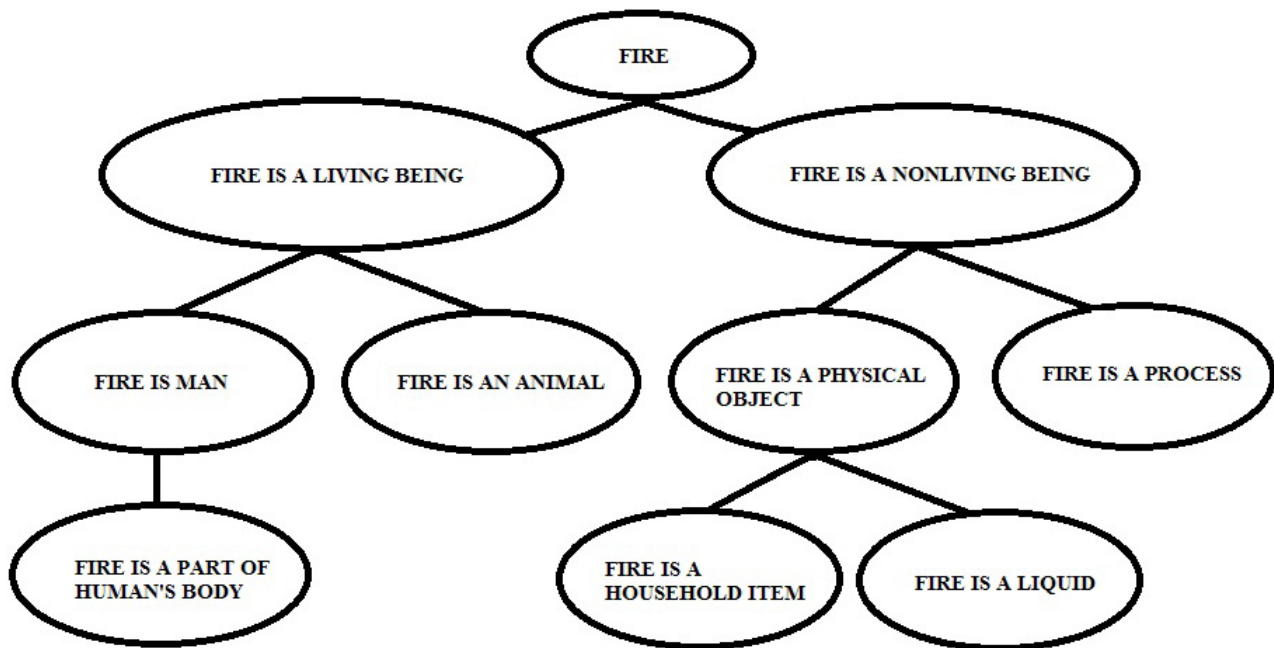 FIRE
FIRE IS A LIVING BEING
FIRE IS A NONLIVING BEING
FIRE IS MAN
FIRE IS AN ANIMAL
FIRE IS A PHYSICAL
OBJECT
FIRE IS A PROCESS
FIRE IS A PART OF
HUMAN'S BODY
FIRE IS A
HOUSEHOLD ITEM
FIRE IS A LIQUID